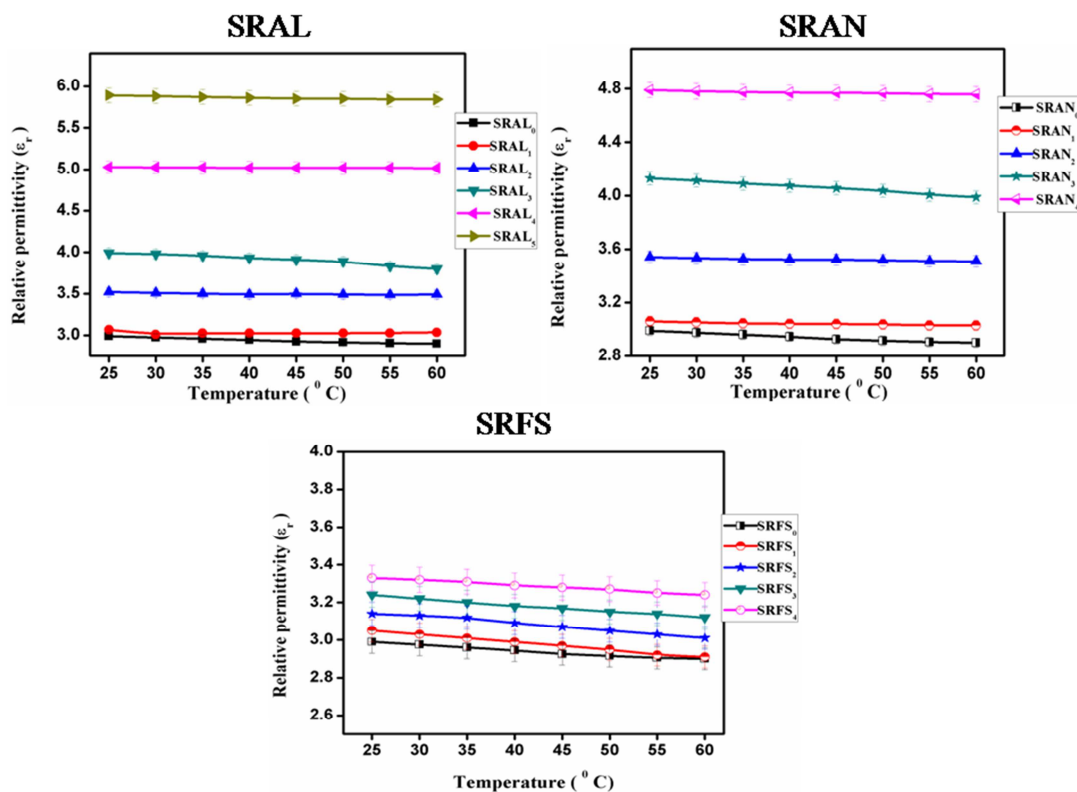 SRAL
6.0
5.5
5.0
4.5
4.0
3.5
3.0
Relative permittivity (εr)
25 30 35 40 45 50 55 60
Temperature ( ⁰ C)
SRAL₀
SRAL₁
SRAL₂
SRAL₃
SRAL₄
SRAL₅
SRAN
4.8
4.4
4.0
3.6
3.2
2.8
Relative permittivity (εr)
25 30 35 40 45 50 55 60
Temperature ( ⁰ C)
SRAN₀
SRAN₁
SRAN₂
SRAN₃
SRAN₄
SRFS
4.0
3.8
3.6
3.4
3.2
3.0
2.8
2.6
Relative permittivity (εr)
25 30 35 40 45 50 55 60
Temperature ( ⁰ C)
SRFS₀
SRFS₁
SRFS₂
SRFS₃
SRFS₄